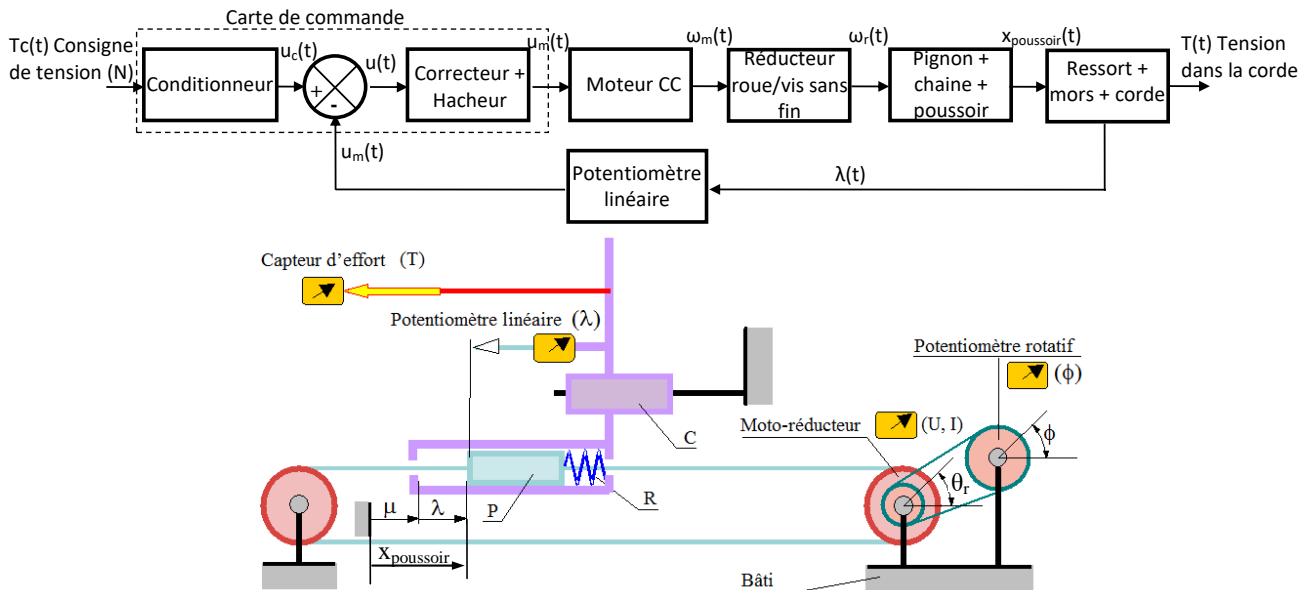 Carte de commande
Tc(t) Consigne
de tension (N)
Conditionneur
uc(t)
+
-
u(t)
Correcteur +
Hacheur
um(t)
Moteur CC
ωm(t)
Réducteur
roue/vis sans
fin
ωr(t)
Pignon +
chaine +
poussoir
xpoussoir(t)
Ressort +
mors + corde
T(t) Tension
dans la corde
um(t)
Potentiomètre
linéaire
λ(t)
Capteur d'effort (T)
Potentiomètre linéaire (λ)
Potentiomètre rotatif
(ϕ)
Moto-réducteur
(U, I)
C
ϕ
θr
R
P
μ
λ
xpoussoir
Bâti